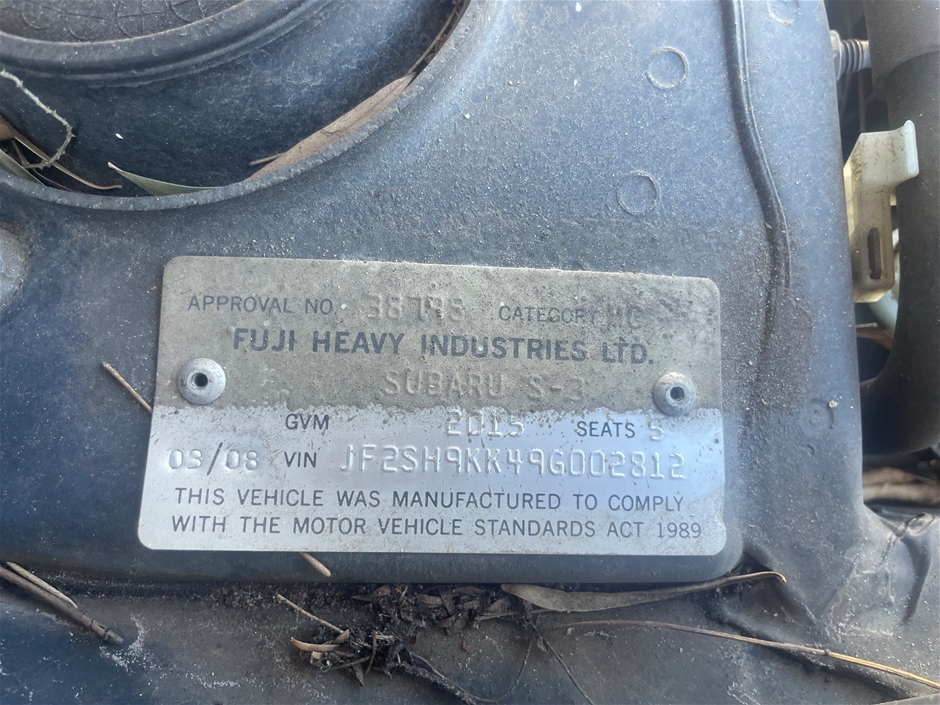 APPROVAL NO. 38796 CATEGORY MC
FUJI HEAVY INDUSTRIES LTD.
SUBARU S-3
GVM 2015 SEATS 5
03/08 VIN JF2SH9KK49G002812
THIS VEHICLE WAS MANUFACTURED TO COMPLY
WITH THE MOTOR VEHICLE STANDARDS ACT 1989